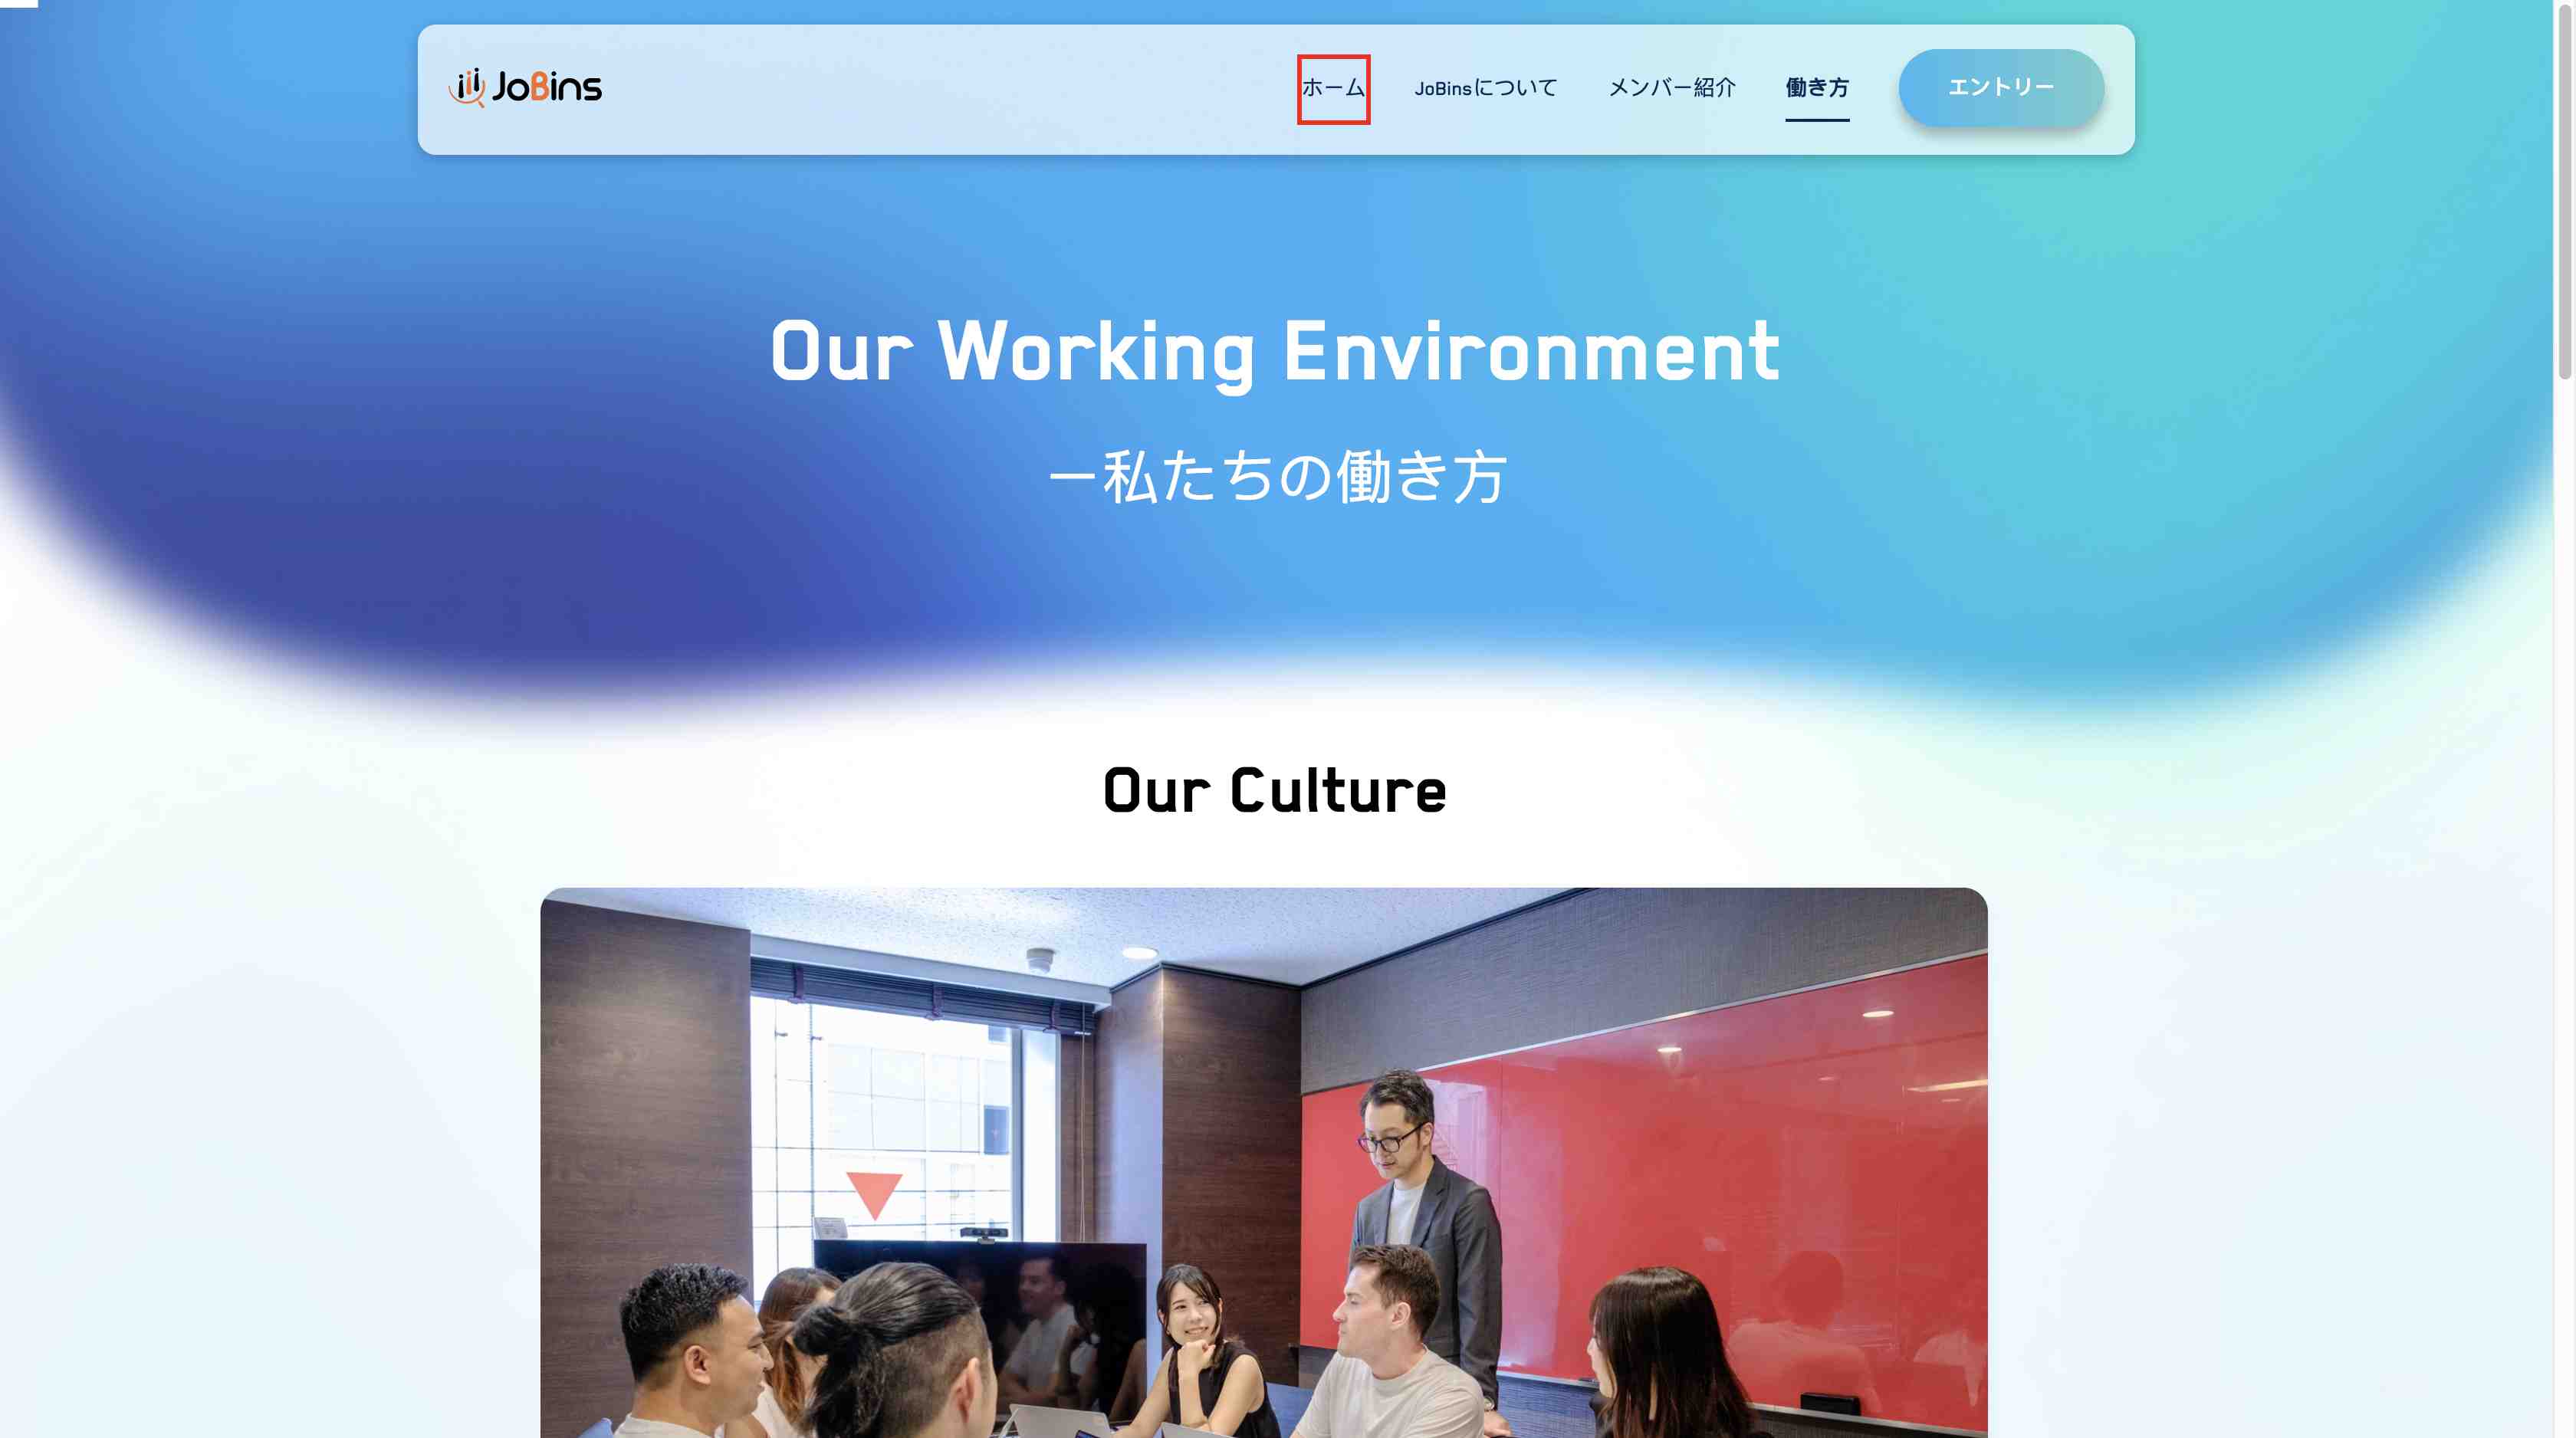 JoBins
ホーム
JoBinsについて
メンバー紹介
働き方
エントリー
Our Working Environment
ー私たちの働き方
Our Culture